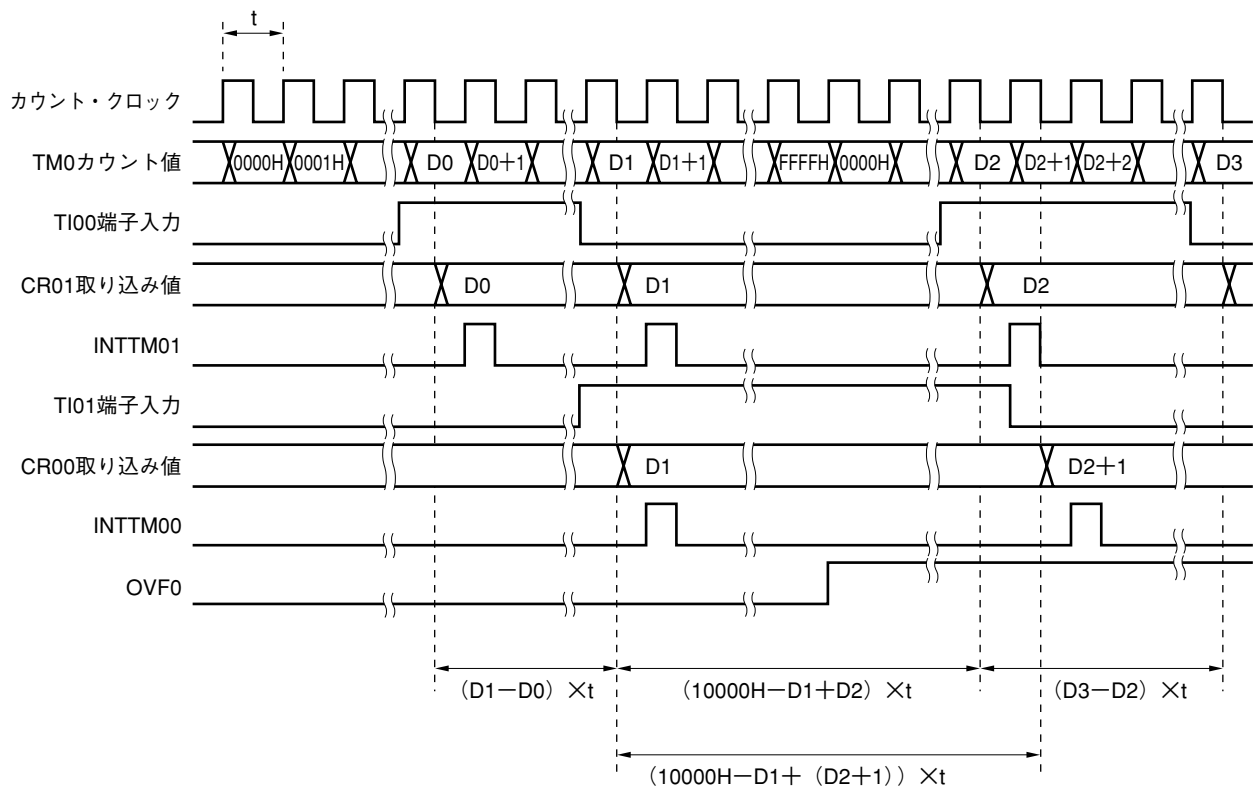 t
カウント・クロック
TM0カウント値 0000H 0001H D0 D0＋1 D1 D1＋1 FFFFH 0000H D2 D2＋1 D2＋2 D3
TI00端子入力
CR01取り込み値 D0 D1 D2
INTTM01
TI01端子入力
CR00取り込み値 D1 D2＋1
INTTM00
OVF0
（D1－D0）×t （10000H－D1＋D2）×t （D3－D2）×t
（10000H－D1＋（D2＋1））×t